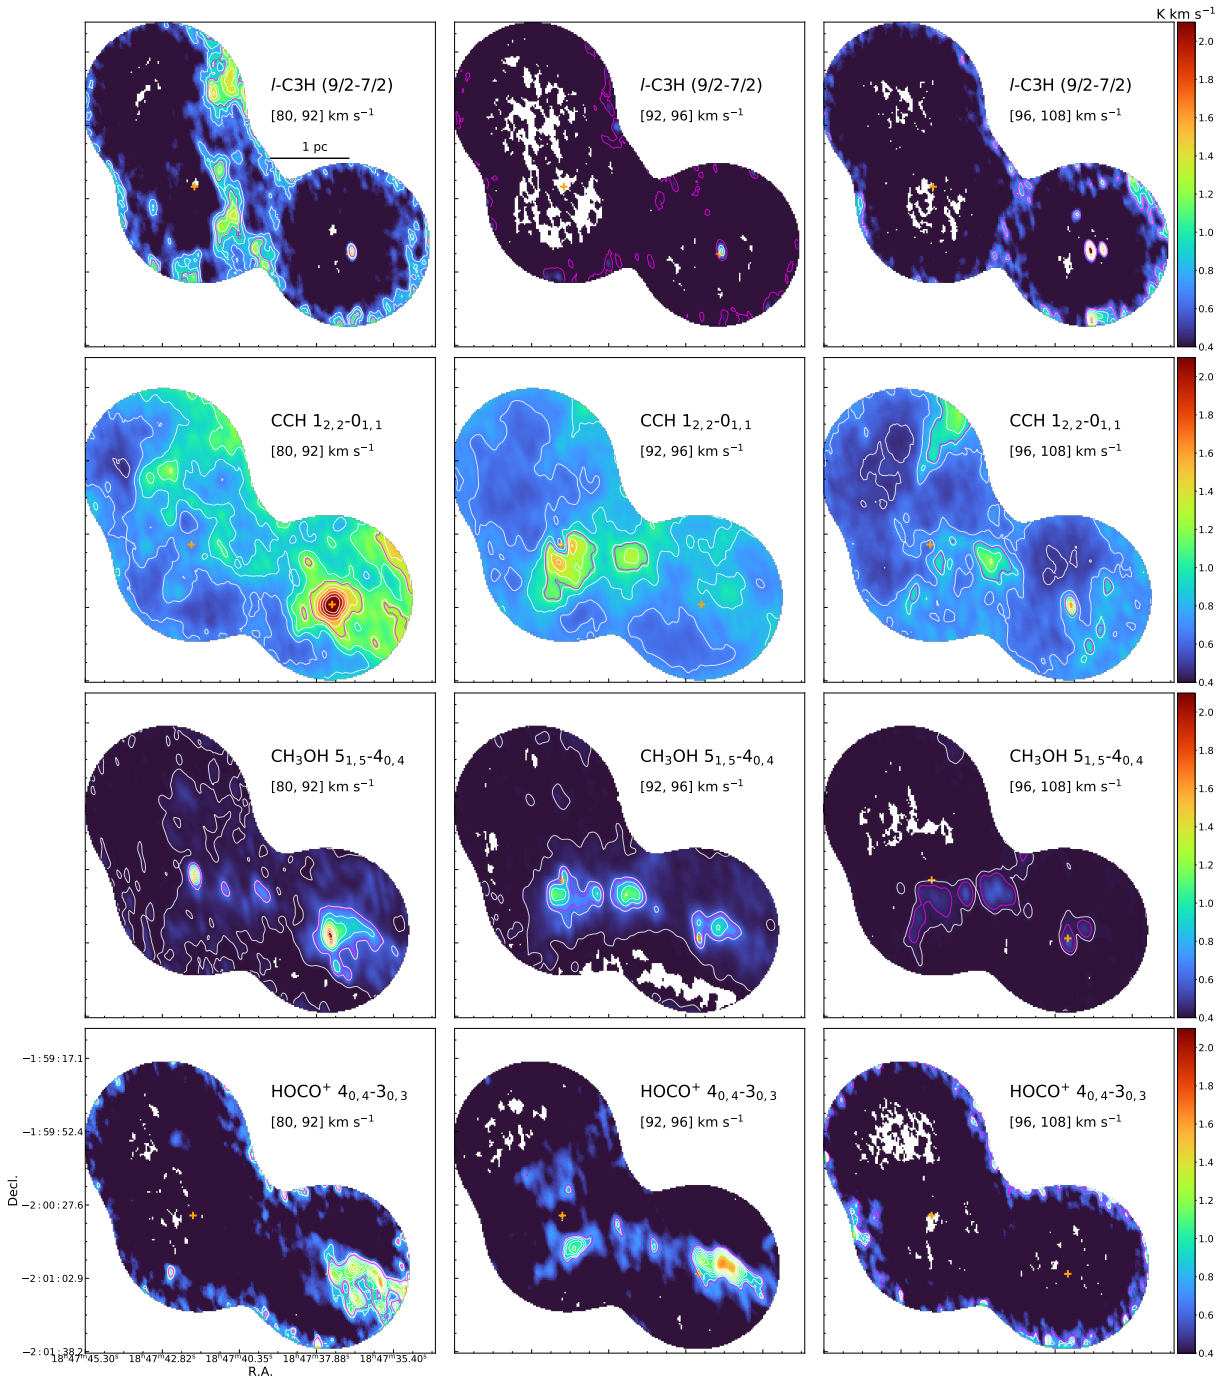 K km s⁻¹
l-C3H (9/2-7/2)
[80, 92] km s⁻¹
1 pc
l-C3H (9/2-7/2)
[92, 96] km s⁻¹
l-C3H (9/2-7/2)
[96, 108] km s⁻¹
2.0
1.8
1.6
1.4
1.2
1.0
0.8
0.6
0.4
CCH 1₂,₂-0₁,₁
[80, 92] km s⁻¹
CCH 1₂,₂-0₁,₁
[92, 96] km s⁻¹
CCH 1₂,₂-0₁,₁
[96, 108] km s⁻¹
2.0
1.8
1.6
1.4
1.2
1.0
0.8
0.6
0.4
CH₃OH 5₁,₅-4₀,₄
[80, 92] km s⁻¹
CH₃OH 5₁,₅-4₀,₄
[92, 96] km s⁻¹
CH₃OH 5₁,₅-4₀,₄
[96, 108] km s⁻¹
2.0
1.8
1.6
1.4
1.2
1.0
0.8
0.6
0.4
HOCO⁺ 4₀,₄-3₀,₃
[80, 92] km s⁻¹
HOCO⁺ 4₀,₄-3₀,₃
[92, 96] km s⁻¹
HOCO⁺ 4₀,₄-3₀,₃
[96, 108] km s⁻¹
2.0
1.8
1.6
1.4
1.2
1.0
0.8
0.6
0.4
−1:59:17.1
−1:59:52.4
−2:00:27.6
−2:01:02.9
−2:01:38.2
Decl.
18ʰ47ᵐ45.30ˢ 18ʰ47ᵐ42.82ˢ 18ʰ47ᵐ40.35ˢ 18ʰ47ᵐ37.88ˢ 18ʰ47ᵐ35.40ˢ
R.A.